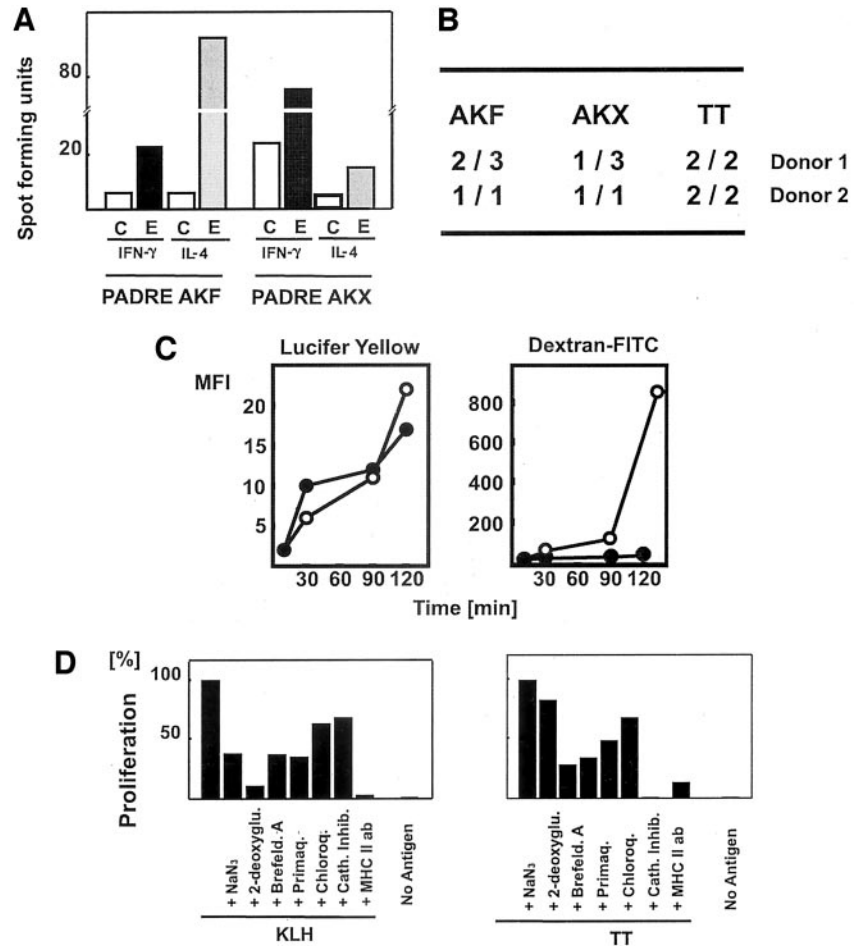 A
Spot forming units
80
20
C E C E C E C E
IFN-γ IL-4 IFN-γ IL-4
PADRE AKF PADRE AKX
B
AKF AKX TT
2 / 3 1 / 3 2 / 2 Donor 1
1 / 1 1 / 1 2 / 2 Donor 2
C
Lucifer Yellow
MFI
20
15
10
5
30 60 90 120
Dextran-FITC
800
600
400
200
30 60 90 120
Time [min]
D
[%]
Proliferation
100
50
+ NaN₃
+ 2-deoxyglu.
+ Brefeld. A
+ Primaq.
+ Chloroq.
+ Cath. Inhib.
+ MHC II ab
No Antigen
KLH
+ NaN₃
+ 2-deoxyglu.
+ Brefeld. A
+ Primaq.
+ Chloroq.
+ Cath. Inhib.
+ MHC II ab
No Antigen
TT